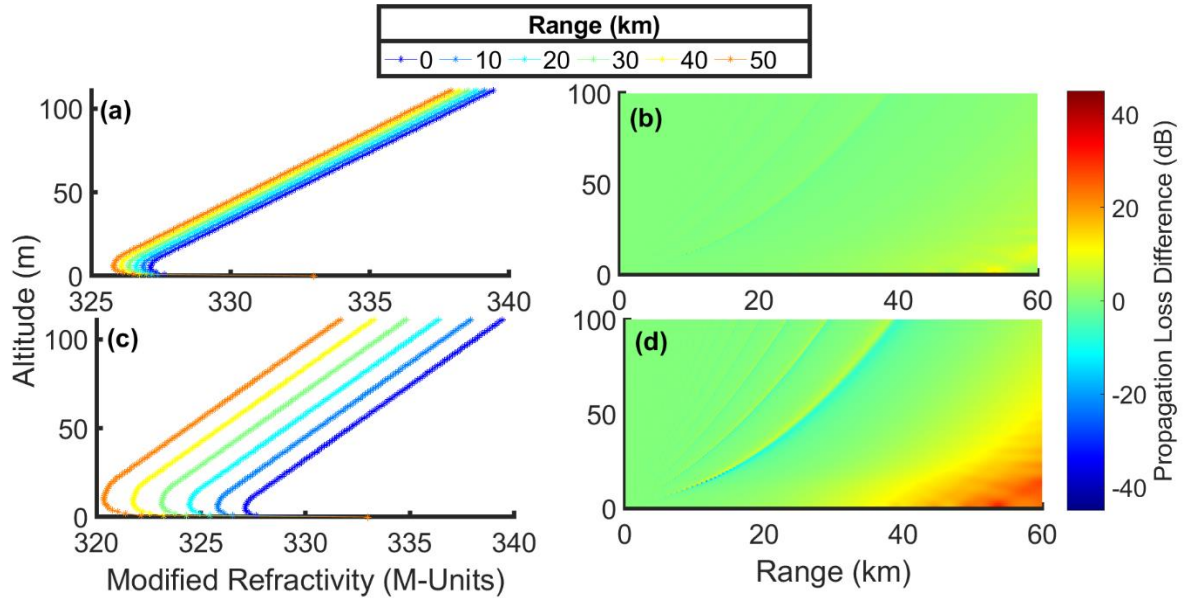 Range (km)
0 10 20 30 40 50
Altitude (m)
(a)
100
50
0
325 330 335 340
(b)
100
50
0
0 20 40 60
(c)
100
50
0
320 325 330 335 340
Modified Refractivity (M-Units)
(d)
100
50
0
0 20 40 60
Range (km)
40
20
0
-20
-40
Propagation Loss Difference (dB)